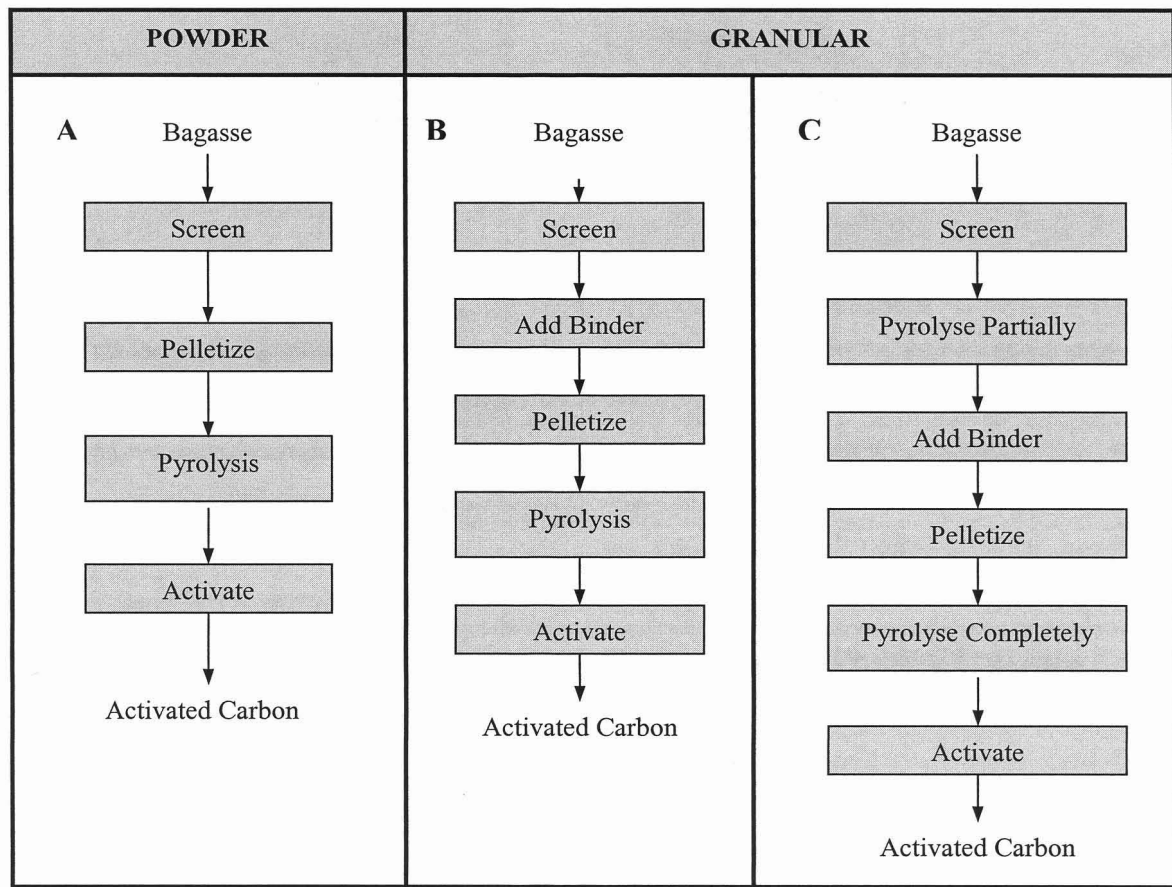 POWDER
GRANULAR
A
Bagasse
Screen
Pelletize
Pyrolysis
Activate
Activated Carbon
B
Bagasse
Screen
Add Binder
Pelletize
Pyrolysis
Activate
Activated Carbon
C
Bagasse
Screen
Pyrolyse Partially
Add Binder
Pelletize
Pyrolyse Completely
Activate
Activated Carbon